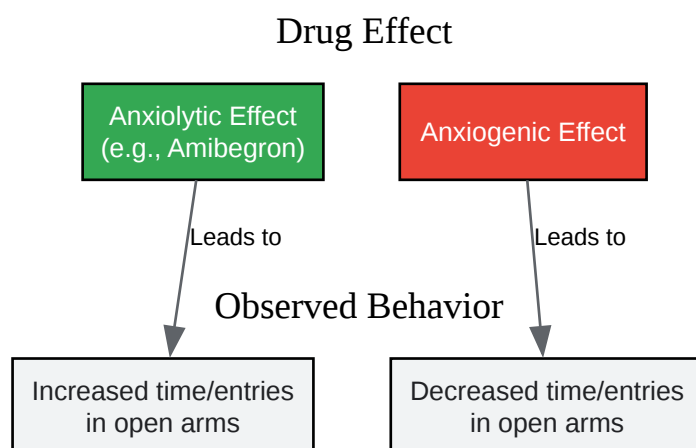 Drug Effect
Anxiolytic Effect
(e.g., Amibegron)
Anxiogenic Effect
Leads to
Leads to
Observed Behavior
Increased time/entries
in open arms
Decreased time/entries
in open arms